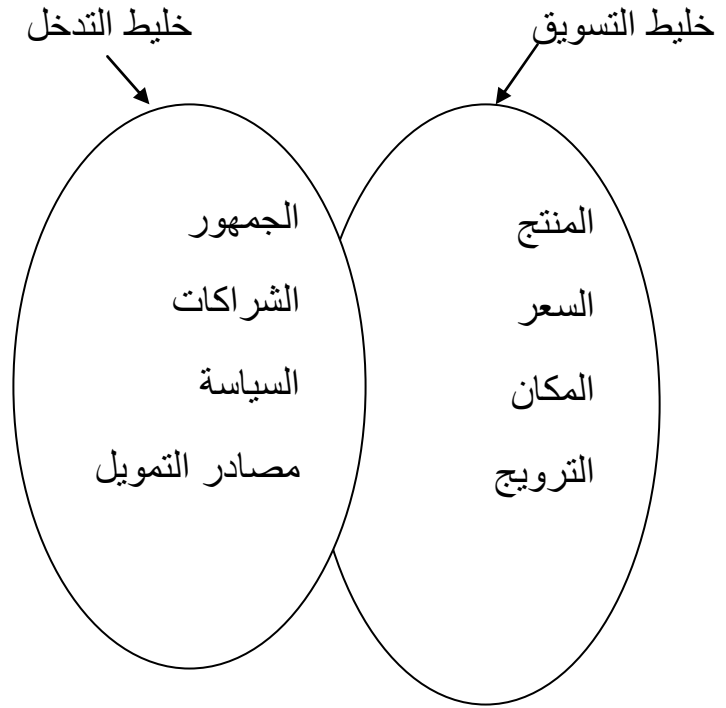 خليط التسويق
المنتج
السعر
المكان
الترويج
خليط التدخل
الجمهور
الشراكات
السياسة
مصادر التمويل